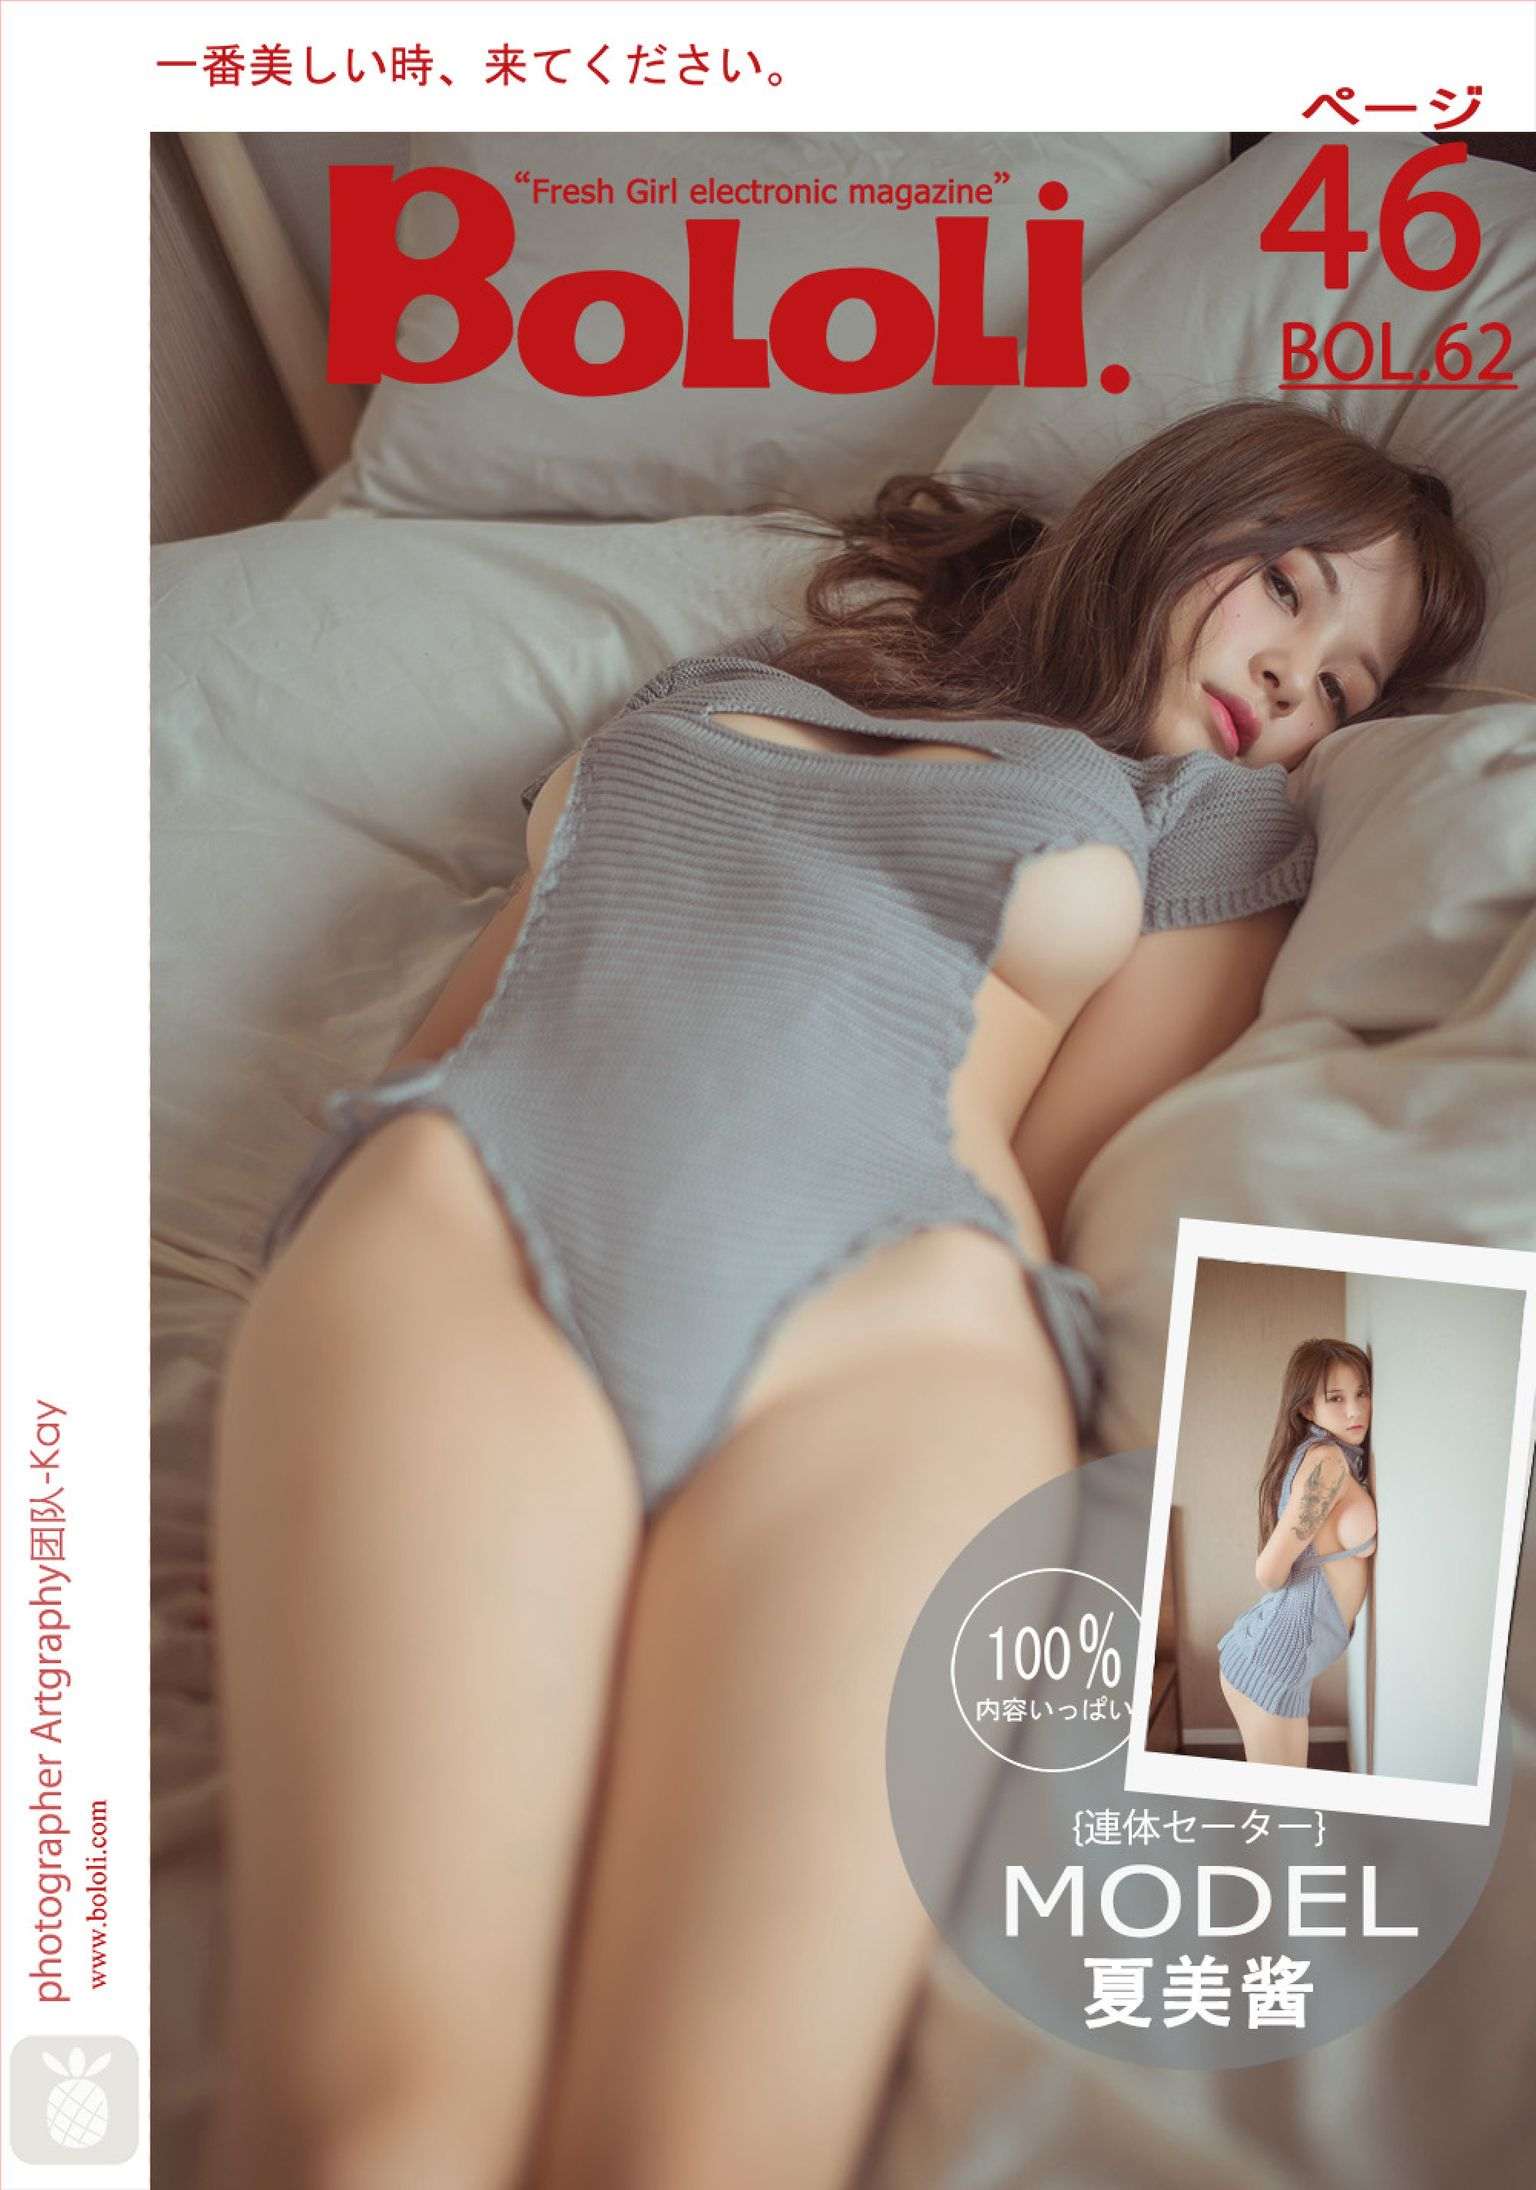 一番美しい時、来てください。
ページ
46
BOL.62
“Fresh Girl electronic magazine”
BoLoLi.
100%
内容いっぱい
{連体セーター}
MODEL
夏美酱
photographer Artgraphy团队-Kay
www.bololi.com